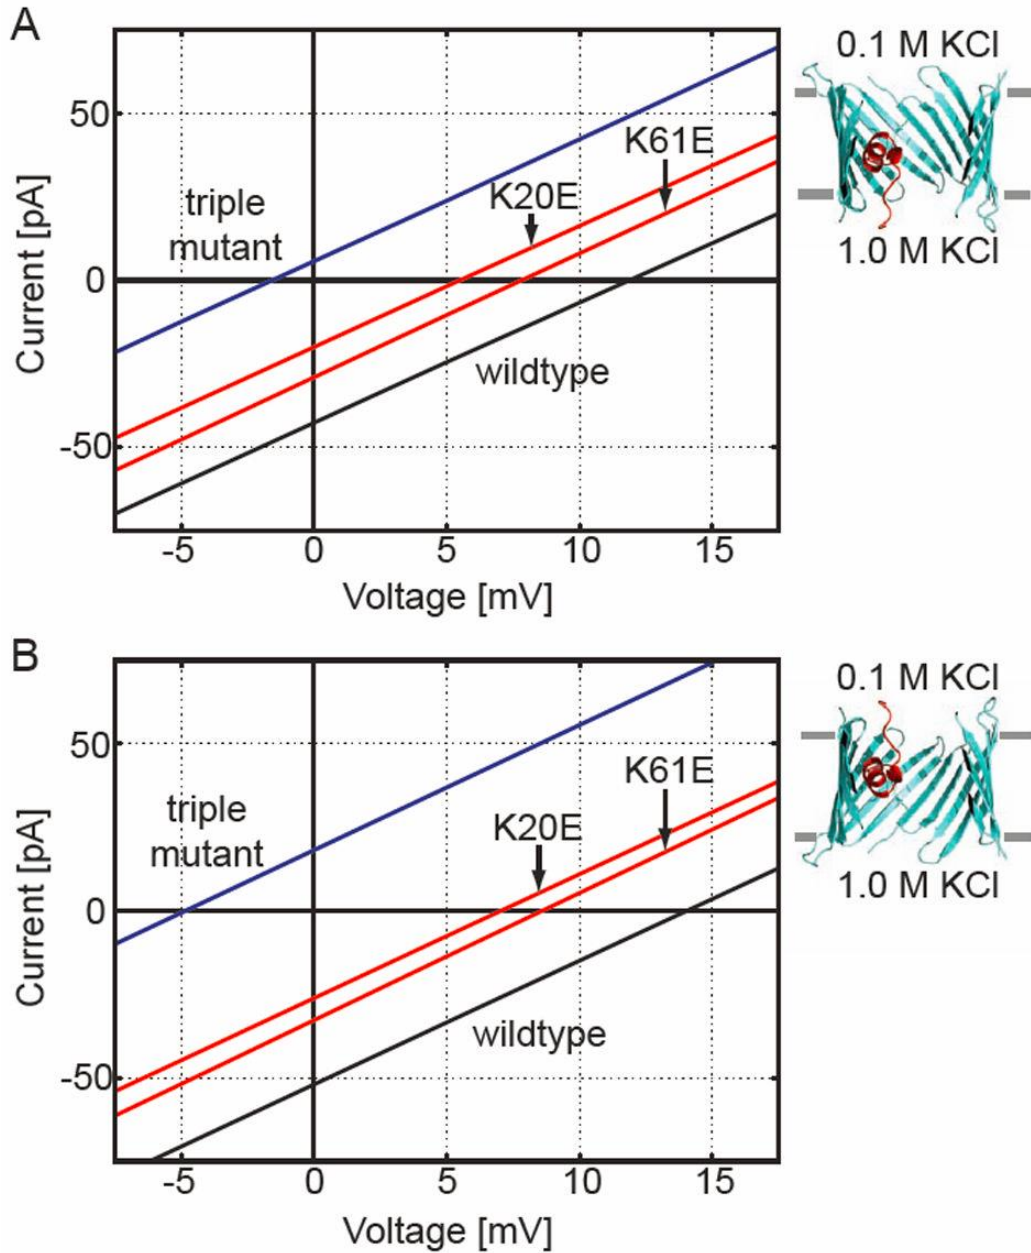 A
0.1 M KCl
1.0 M KCl
50
0
-50
Current [pA]
triple
mutant
K20E
K61E
wildtype
-5
0
5
10
15
Voltage [mV]
B
0.1 M KCl
1.0 M KCl
50
0
-50
Current [pA]
triple
mutant
K20E
K61E
wildtype
-5
0
5
10
15
Voltage [mV]